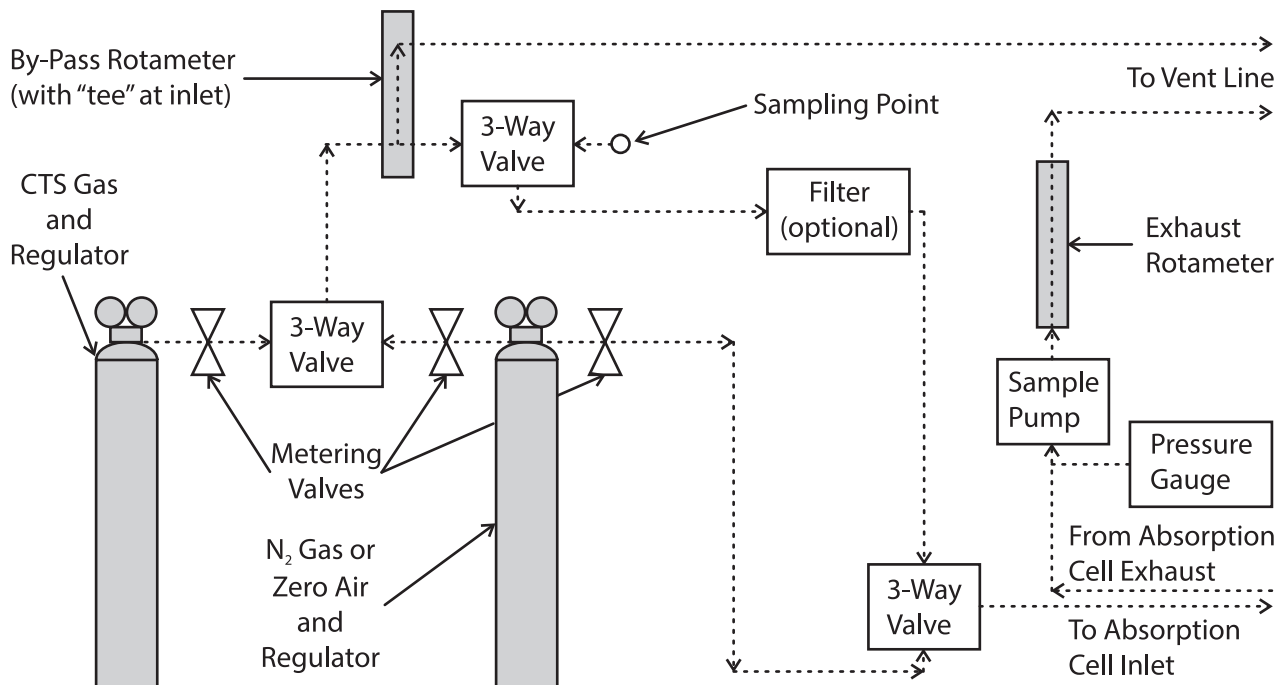 By-Pass Rotameter
(with “tee” at inlet)
To Vent Line
3-Way
Valve
Sampling Point
CTS Gas
and
Regulator
Filter
(optional)
Exhaust
Rotameter
3-Way
Valve
Sample
Pump
Metering
Valves
Pressure
Gauge
N₂ Gas or
Zero Air
and
Regulator
From Absorption
Cell Exhaust
3-Way
Valve
To Absorption
Cell Inlet